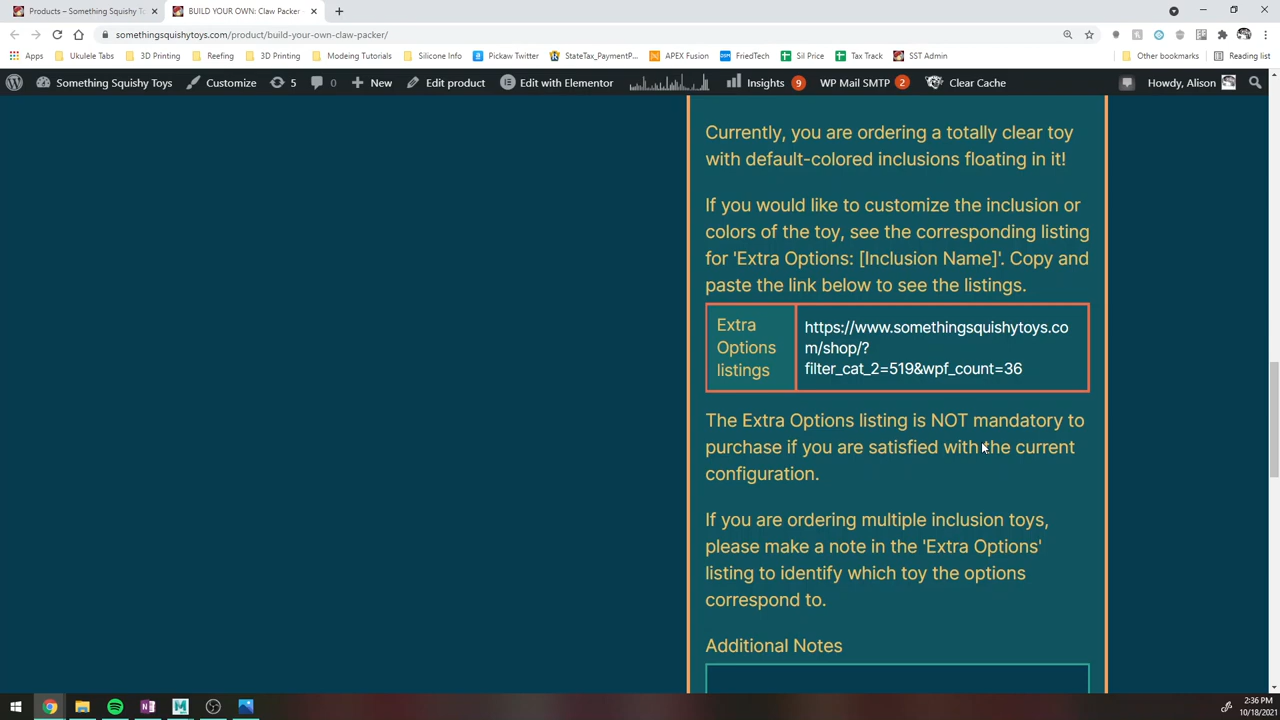 Products – Something Squishy To
BUILD YOUR OWN: Claw Packer -
somethingsquishytoys.com/product/build-your-own-claw-packer/
Apps
Ukulele Tabs
3D Printing
Reefing
3D Printing
Modeing Tutorials
Silicone Info
Pickaw Twitter
StateTax_PaymentP...
APEX Fusion
FriedTech
Sil Price
Tax Track
SST Admin
Other bookmarks
Reading list
Something Squishy Toys
Customize
5
0
New
Edit product
Edit with Elementor
Insights 9
WP Mail SMTP 2
Clear Cache
Howdy, Alison
Currently, you are ordering a totally clear toy
with default-colored inclusions floating in it!
If you would like to customize the inclusion or
colors of the toy, see the corresponding listing
for 'Extra Options: [Inclusion Name]'. Copy and
paste the link below to see the listings.
Extra
Options
listings
https://www.somethingsquishytoys.co
m/shop/?
filter_cat_2=519&wpf_count=36
The Extra Options listing is NOT mandatory to
purchase if you are satisfied with the current
configuration.
If you are ordering multiple inclusion toys,
please make a note in the 'Extra Options'
listing to identify which toy the options
correspond to.
Additional Notes
2:36 PM
10/18/2021